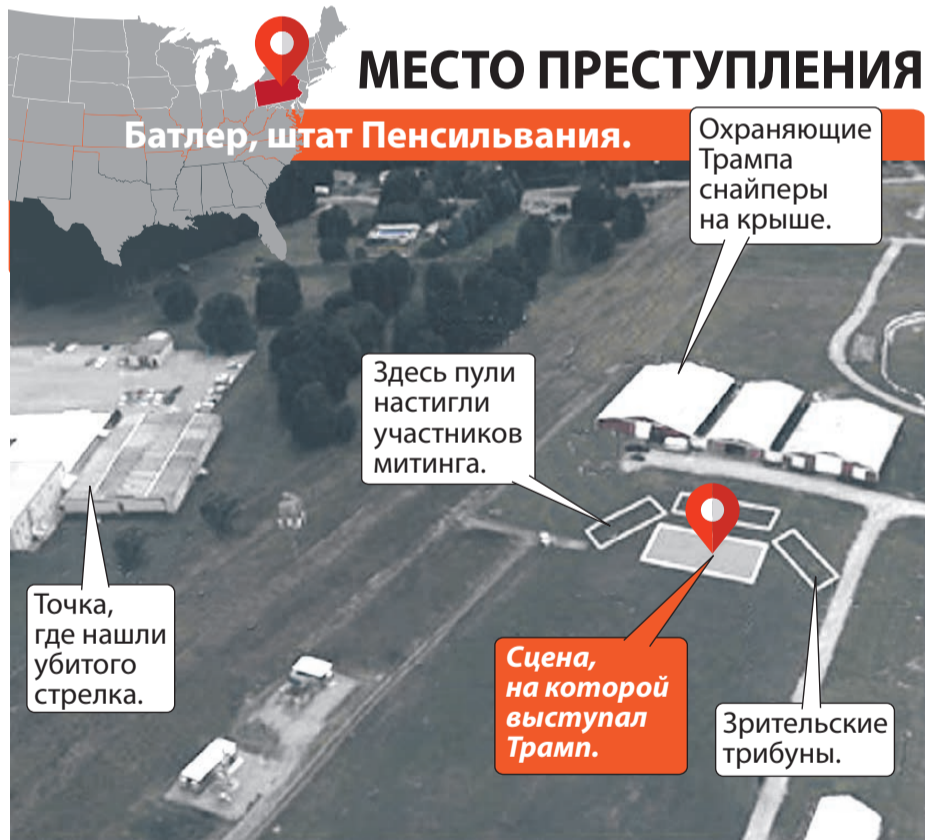 МЕСТО ПРЕСТУПЛЕНИЯ
Батлер, штат Пенсильвания.
Охраняющие
Трампа
снайперы
на крыше.
Здесь пули
настигли
участников
митинга.
Точка,
где нашли
убитого
стрелка.
Сцена,
на которой
выступал
Трамп.
Зрительские
трибуны.